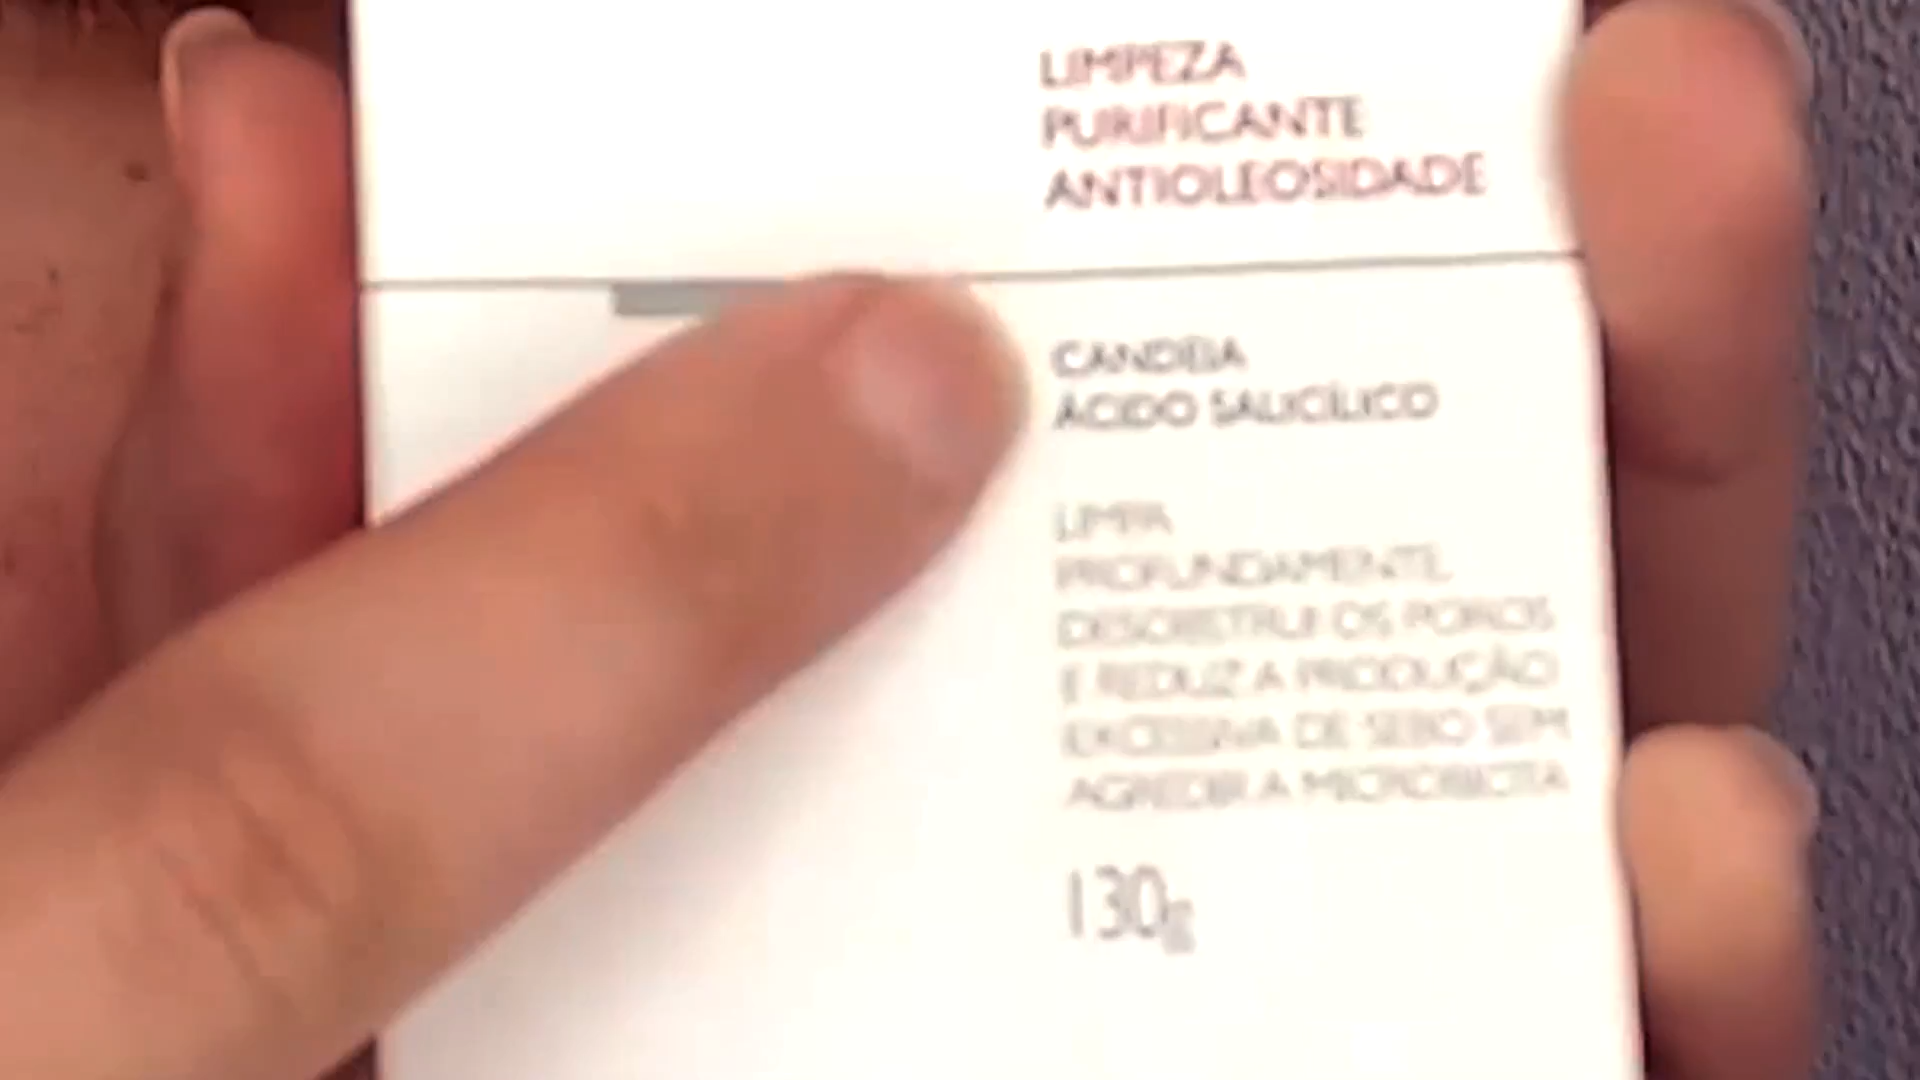 LIMPEZA
PURIFICANTE
ANTIOLEOSIDADE
CANDEIA
ÁCIDO SALICÍLICO
LIMPA
PROFUNDAMENTE
DESOBSTRUI OS POROS
E REDUZ A PRODUÇÃO
EXCESSIVA DE SEBO SEM
AGREDIR A MICROBIOTA
130g